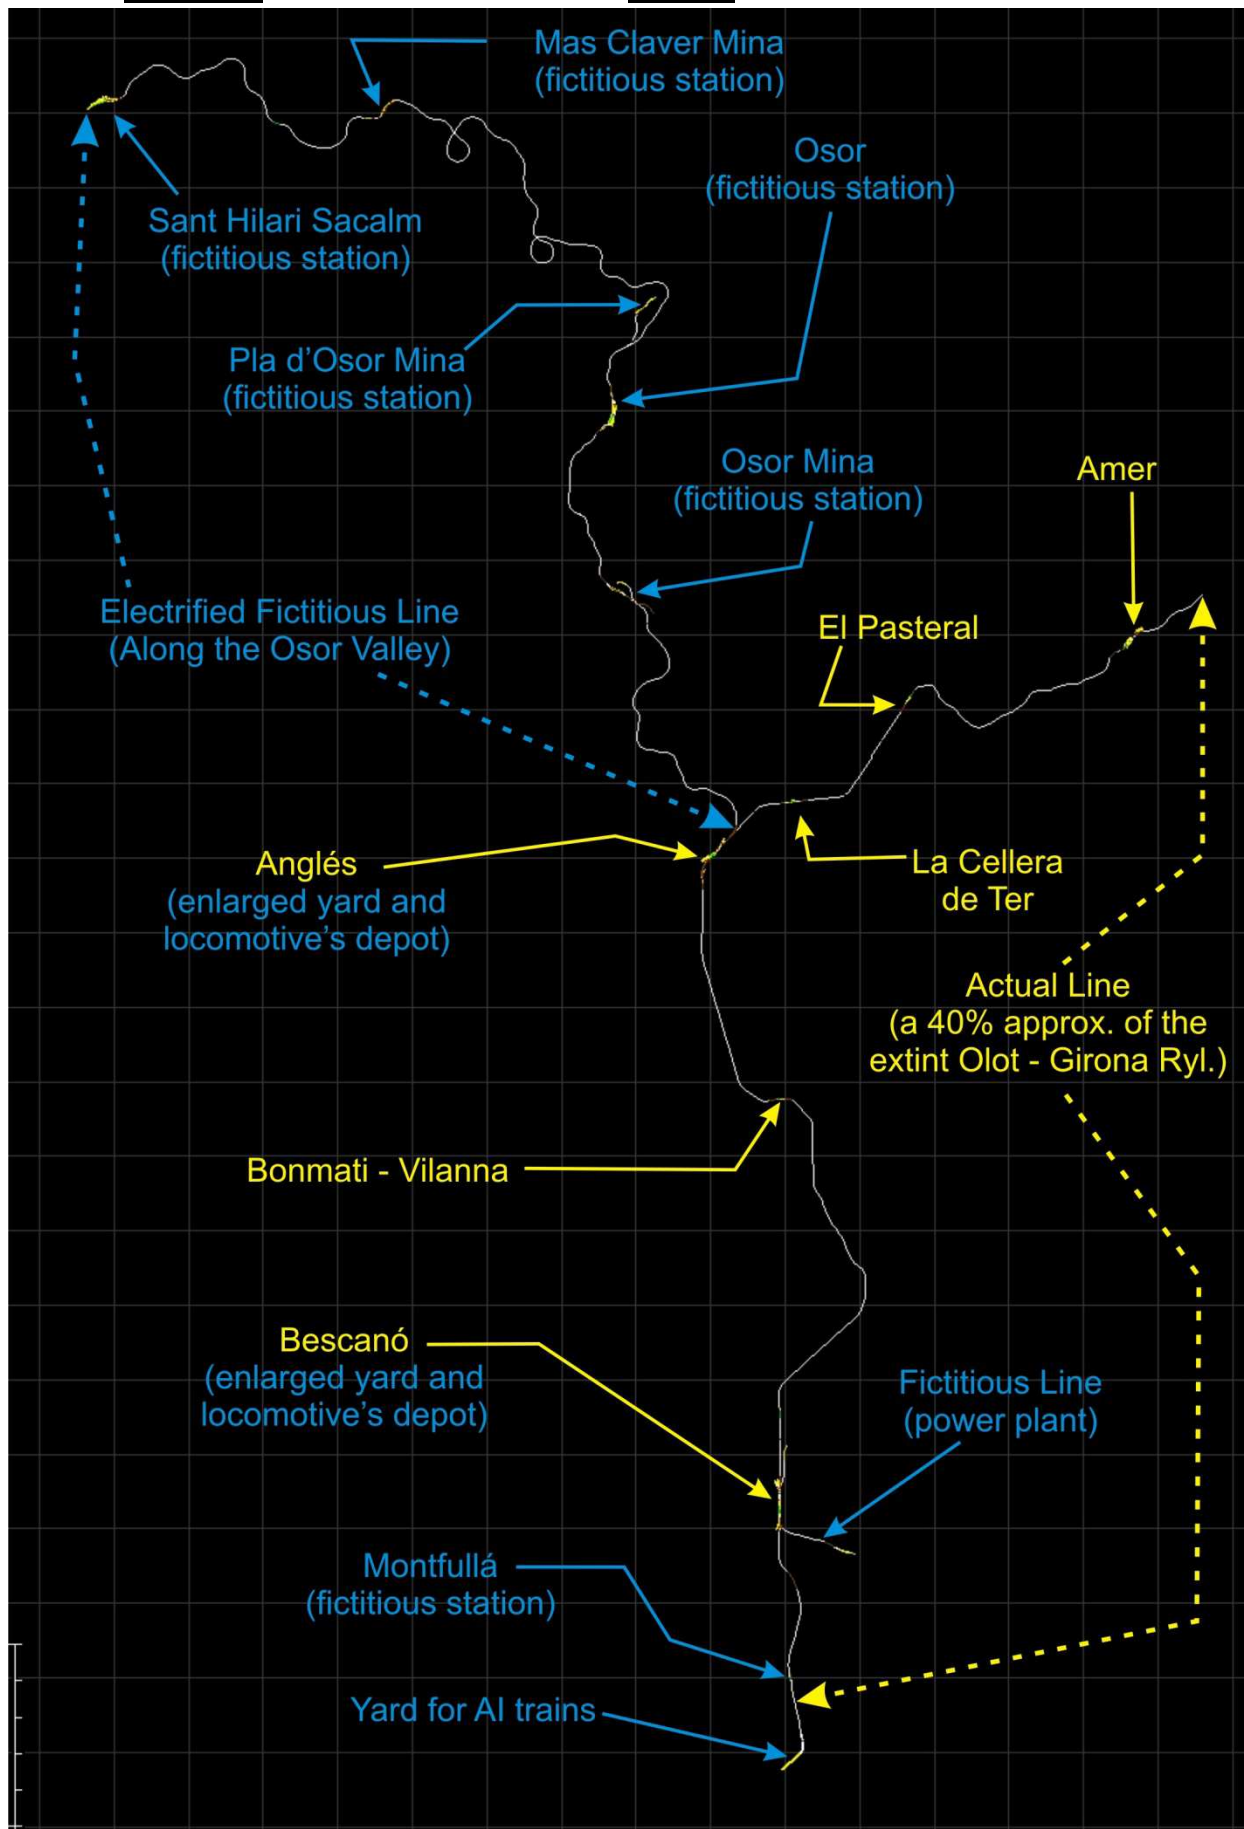 Mas Claver Mina
(fictitious station)
Osor
(fictitious station)
Sant Hilari Sacalm
(fictitious station)
Pla d’Osor Mina
(fictitious station)
Osor Mina
(fictitious station)
Amer
Electrified Fictitious Line
(Along the Osor Valley)
El Pasteral
Anglés
(enlarged yard and
locomotive’s depot)
La Cellera
de Ter
Actual Line
(a 40% approx. of the
extint Olot - Girona Ryl.)
Bonmati - Vilanna
Bescanó
(enlarged yard and
locomotive’s depot)
Fictitious Line
(power plant)
Montfullá
(fictitious station)
Yard for AI trains